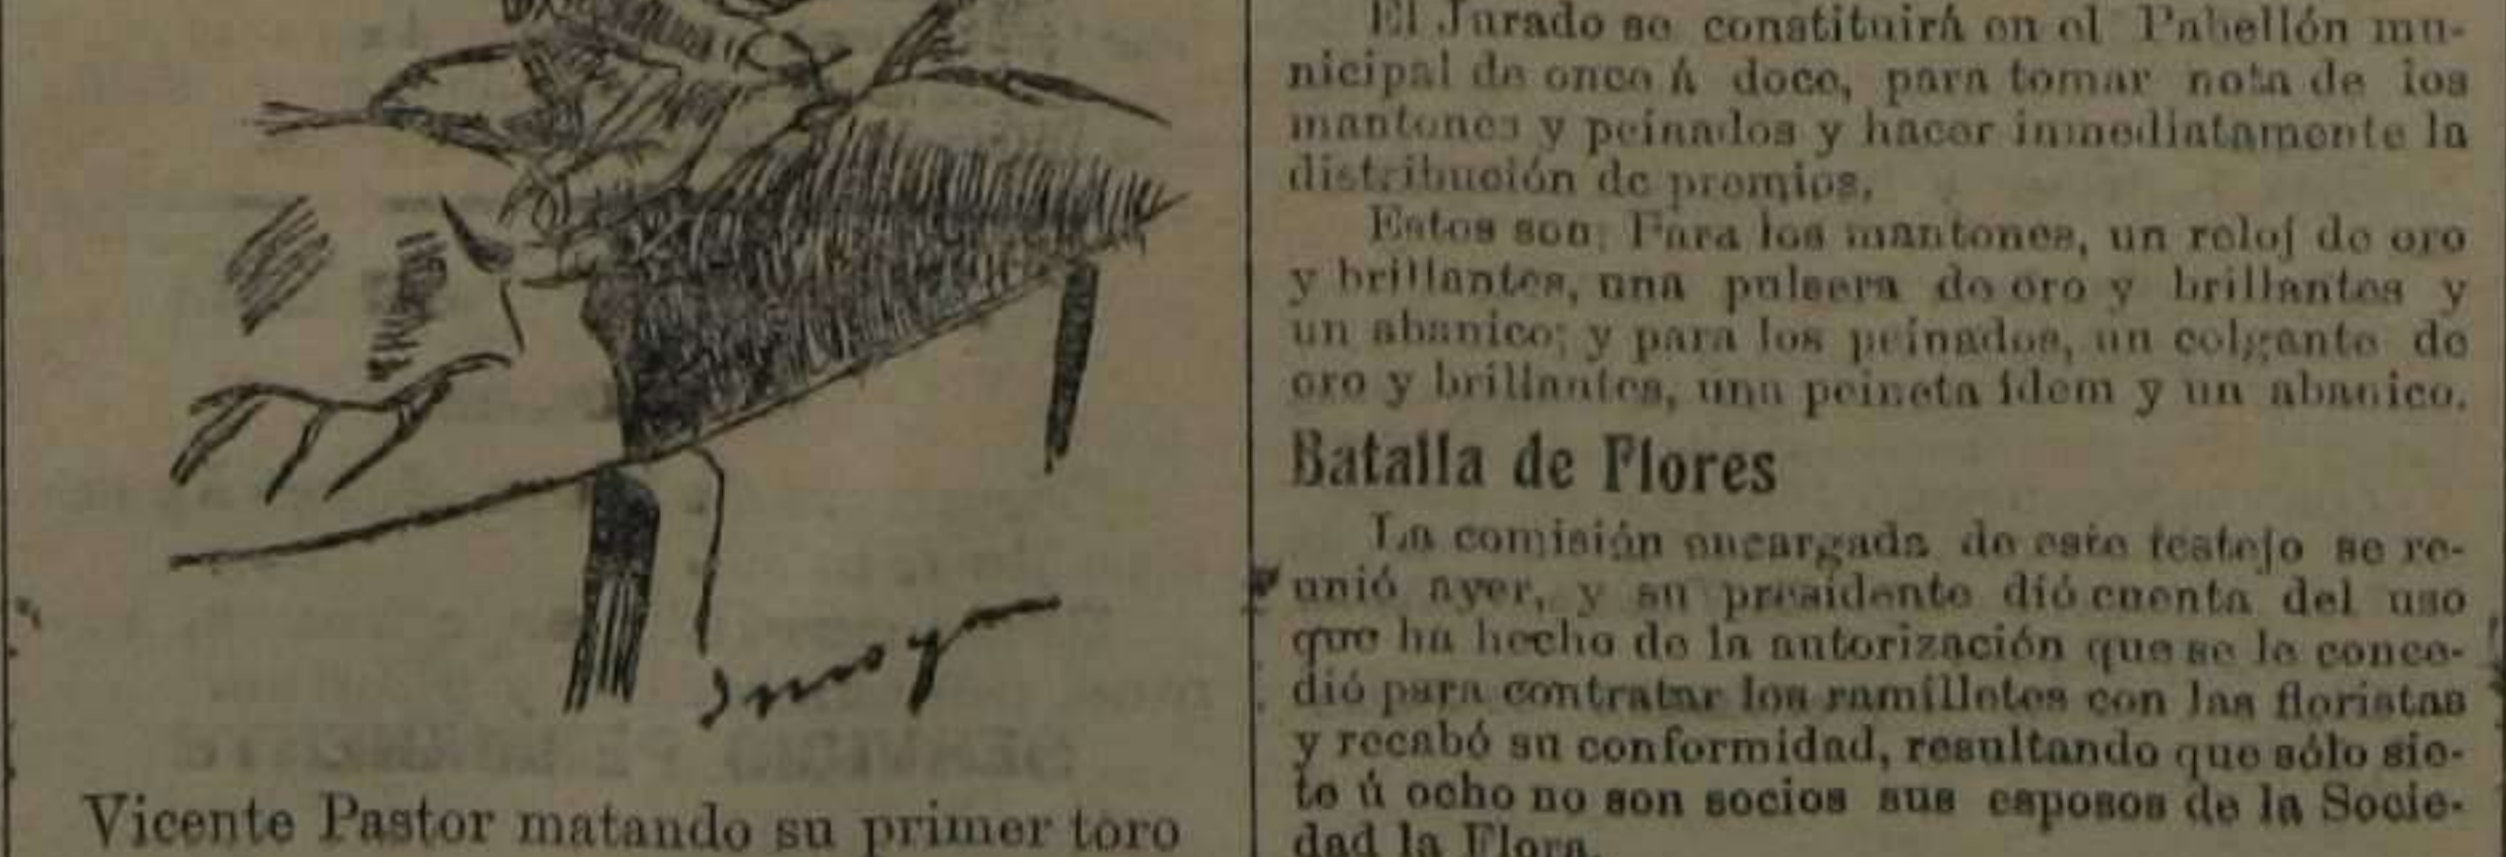 Vicente Pastor matando su primer toro
El Jurado se constituirá en el Pabellón mu-
nicipal de once á doce, para tomar nota de los
mantones y peinados y hacer inmediatamente la
distribución de premios.
Estos son: Para los mantones, un reloj de oro
y brillantes, una pulsera de oro y brillantes y
un abanico; y para los peinados, un colgante de
oro y brillantes, una peineta ídem y un abanico.
Batalla de Flores
La comisión encargada de este festejo se re-
unió ayer, y su presidente dió cuenta del uso
que ha hecho de la autorización que se le conce-
dió para contratar los ramilletes con las floristas
y recabó su conformidad, resultando que sólo sie-
te ú ocho no son socios sus esposos de la Socie-
dad la Flora.